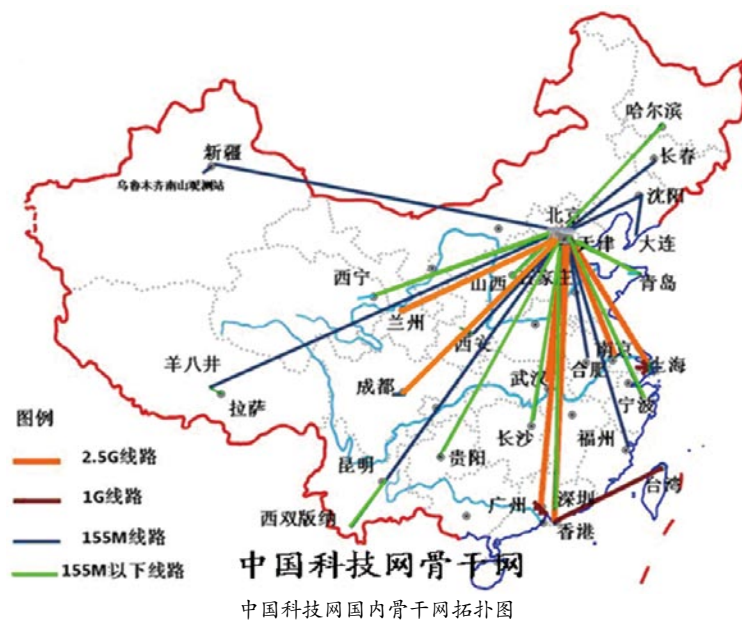 哈尔滨
长春
新疆
乌鲁木齐南山观测站
沈阳
北京
天津
大连
西宁
山西
石家庄
青岛
兰州
西安
南京
上海
合肥
羊八井
成都
武汉
宁波
拉萨
图例
长沙
福州
2.5G线路
贵阳
昆明
台湾
1G线路
广州
深圳
西双版纳
香港
155M线路
中国科技网骨干网
155M以下线路
中国科技网国内骨干网拓扑图